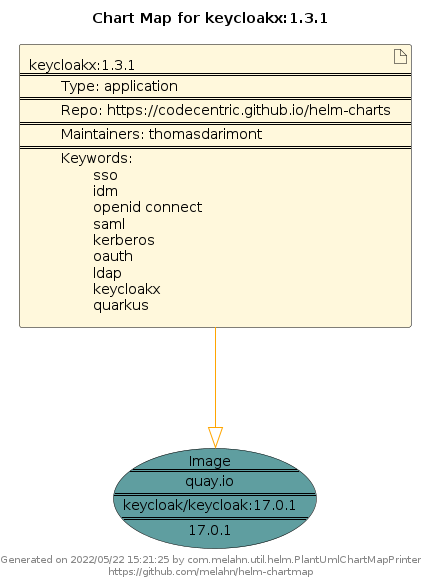 Chart Map for keycloakx:1.3.1
keycloakx:1.3.1
Type: application
Repo: https://codecentric.github.io/helm-charts
Maintainers: thomasdarimont
Keywords:
sso
idm
openid connect
saml
kerberos
oauth
ldap
keycloakx
quarkus
Image
quay.io
keycloak/keycloak:17.0.1
17.0.1
Generated on 2022/05/22 15:21:25 by com.melahn.util.helm.PlantUmlChartMapPrinter
https://github.com/melahn/helm-chartmap